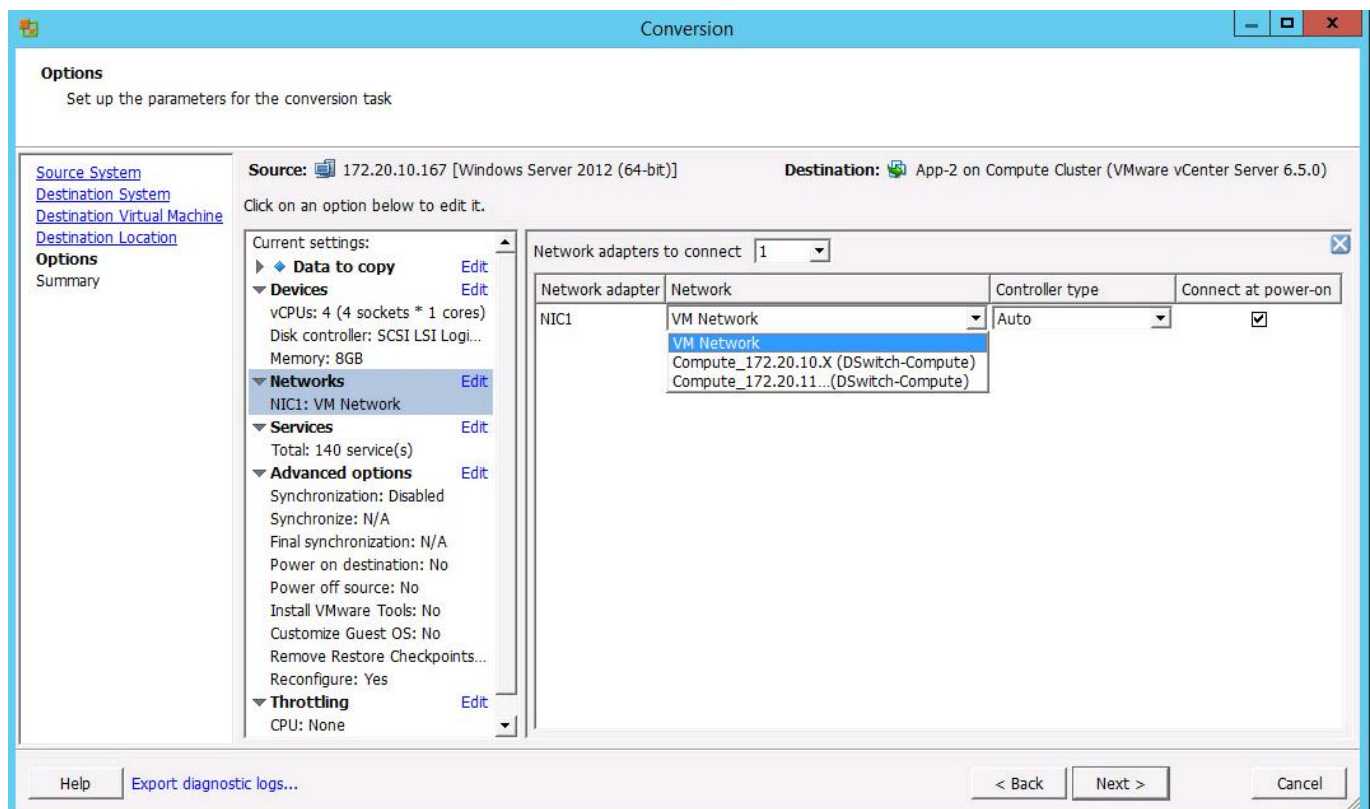 Conversion
Options
Set up the parameters for the conversion task
Source System
Destination System
Destination Virtual Machine
Destination Location
Options
Summary
Source: 172.20.10.167 [Windows Server 2012 (64-bit)]
Destination: App-2 on Compute Cluster (VMware vCenter Server 6.5.0)
Click on an option below to edit it.
Current settings:
Data to copy Edit
Devices Edit
vCPUs: 4 (4 sockets * 1 cores)
Disk controller: SCSI LSI Logi...
Memory: 8GB
Networks Edit
NIC1: VM Network
Services Edit
Total: 140 service(s)
Advanced options Edit
Synchronization: Disabled
Synchronize: N/A
Final synchronization: N/A
Power on destination: No
Power off source: No
Install VMware Tools: No
Customize Guest OS: No
Remove Restore Checkpoints...
Reconfigure: Yes
Throttling Edit
CPU: None
Network adapters to connect 1
Network adapter Network Controller type Connect at power-on
NIC1 VM Network Auto
VM Network
Compute_172.20.10.X (DSwitch-Compute)
Compute_172.20.11...(DSwitch-Compute)
Help Export diagnostic logs... < Back Next > Cancel